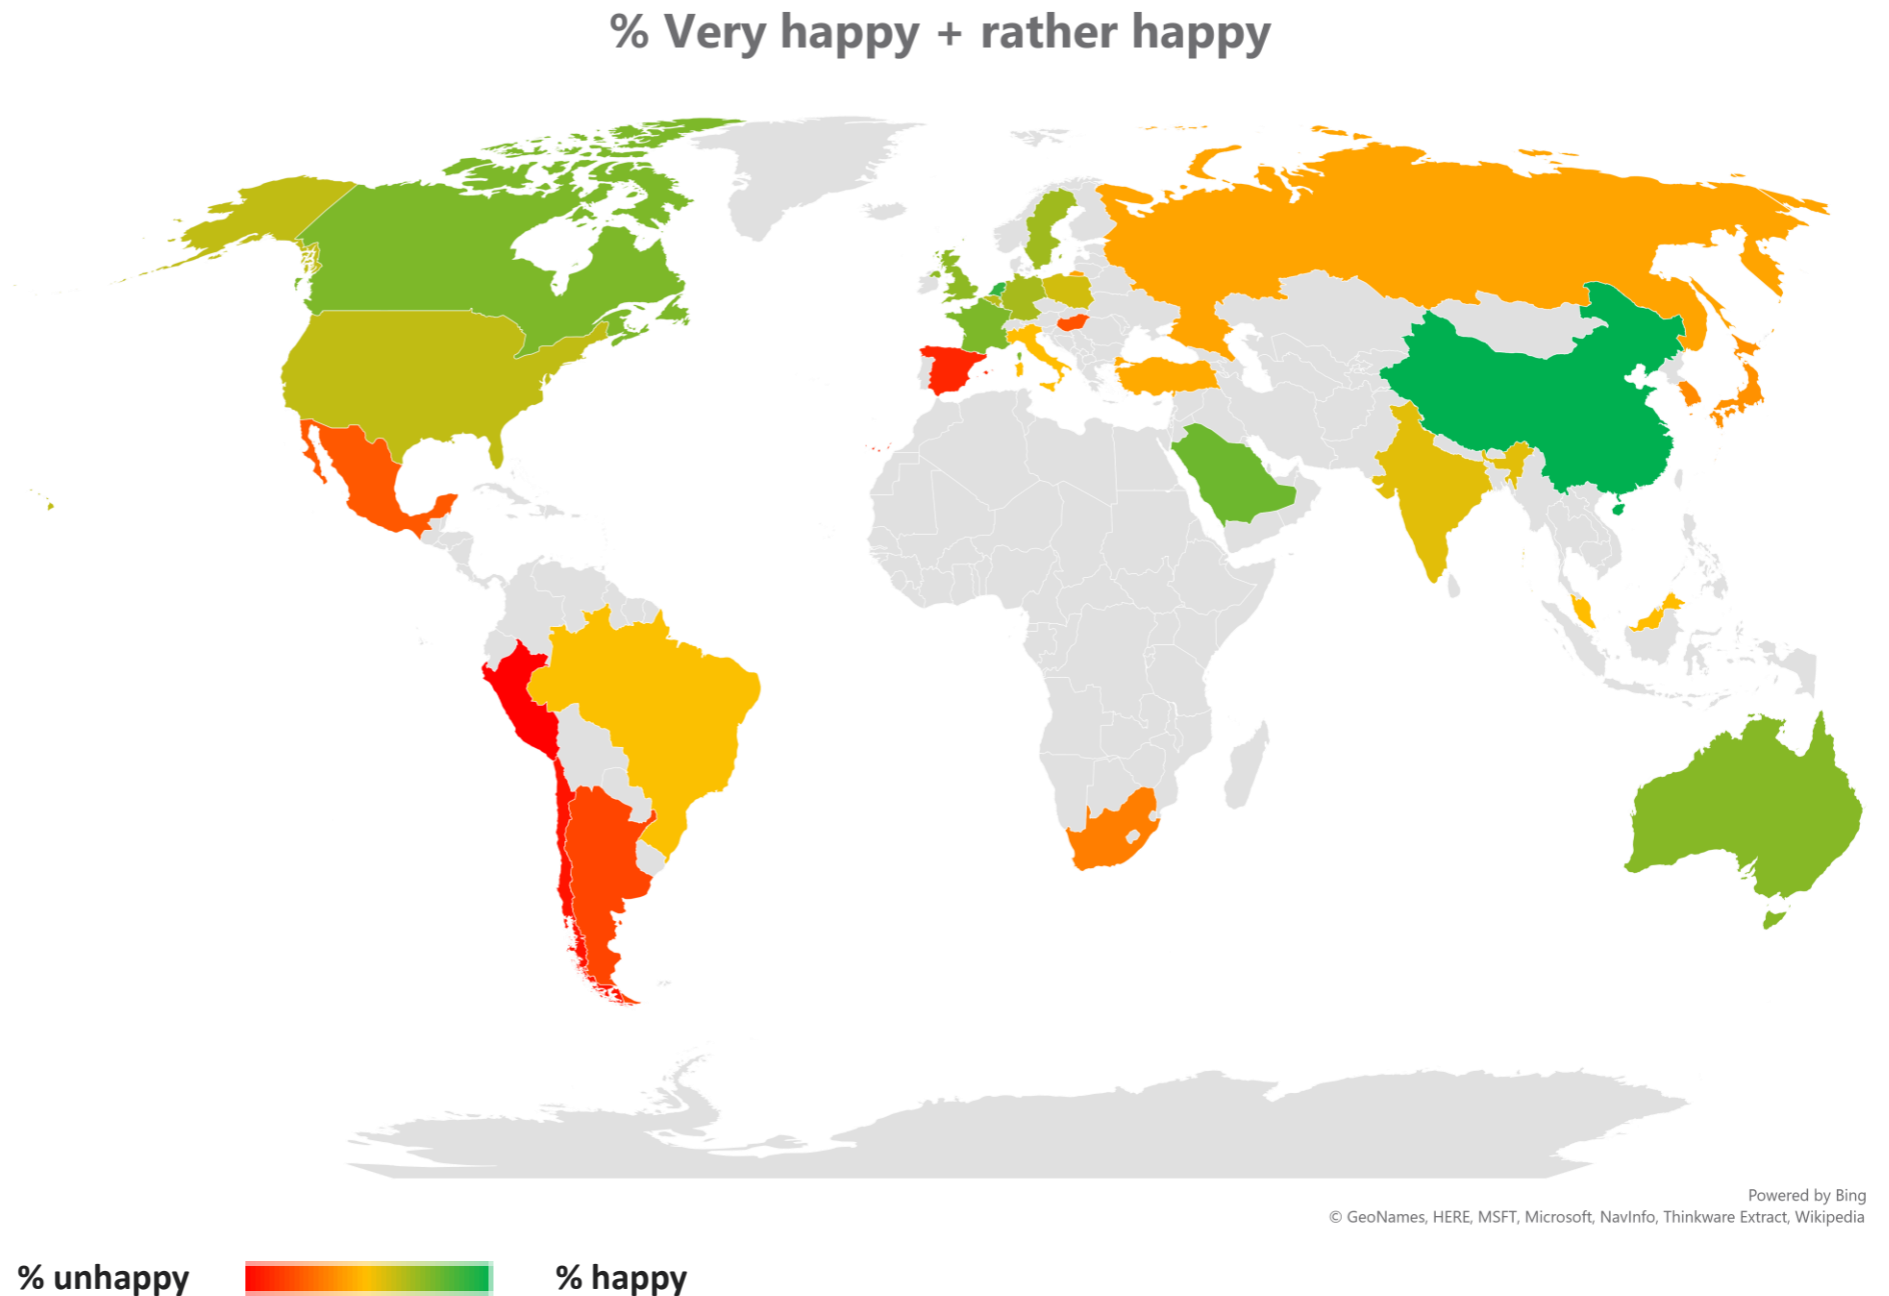 % Very happy + rather happy
Powered by Bing
© GeoNames, HERE, MSFT, Microsoft, NavInfo, Thinkware Extract, Wikipedia
% unhappy % happy